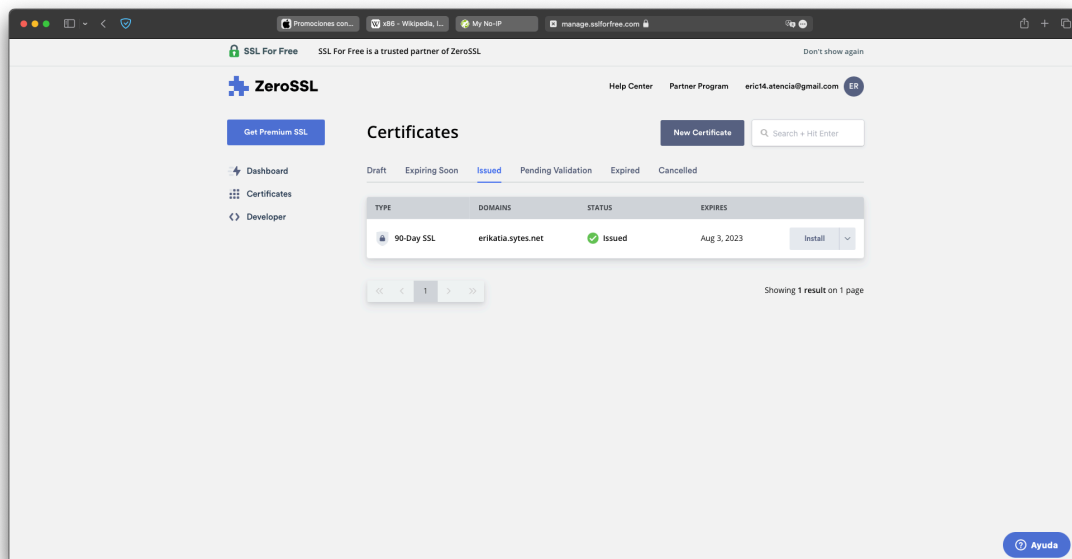 Promociones con...
x86 - Wikipedia, l...
My No-IP
manage.sslforfree.com
SSL For Free
SSL For Free is a trusted partner of ZeroSSL
Don't show again
ZeroSSL
Help Center
Partner Program
eric14.atencia@gmail.com
ER
Get Premium SSL
Certificates
New Certificate
Search + Hit Enter
Dashboard
Certificates
Developer
Draft
Expiring Soon
Issued
Pending Validation
Expired
Cancelled
TYPE DOMAINS STATUS EXPIRES
90-Day SSL erikatia.sytes.net Issued Aug 3, 2023 Install
« < 1 > »
Showing 1 result on 1 page
Ayuda